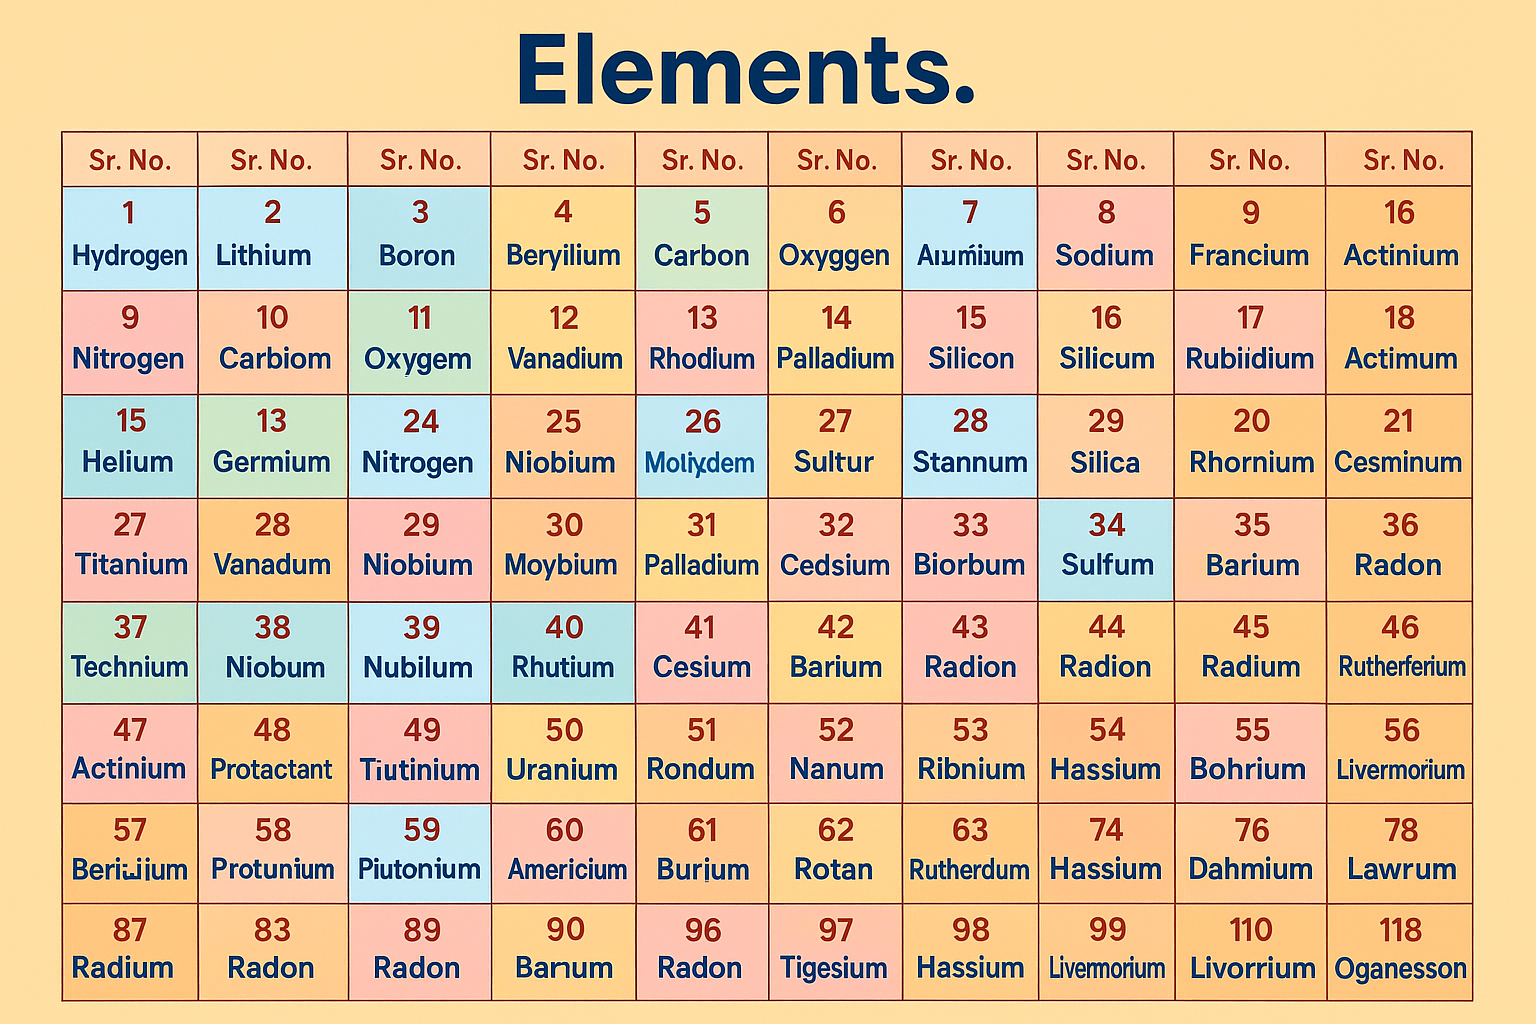 Elements.
Sr. No. Sr. No. Sr. No. Sr. No. Sr. No. Sr. No. Sr. No. Sr. No. Sr. No. Sr. No.
1 2 3 4 5 6 7 8 9 16
Hydrogen Lithium Boron Beryilium Carbon Oxyggen Sodium Francium Actinium
9 10 11 12 13 14 15 16 17 18
Nitrogen Carbiom Oxygem Vanadium Rhodium Palladium Silicon Silicum Rubiidium Actimum
15 13 24 25 26 27 28 29 20 21
Helium Germium Nitrogen Niobium Sultur Stannum Silica Rhornium Cesminum
27 28 29 30 31 32 33 34 35 36
Titanium Vanadum Niobium Moybium Palladium Cedsium Biorbum Sulfum Barium Radon
37 38 39 40 41 42 43 44 45 46
Technium Niobum Nubilum Rhutium Cesium Barium Radion Radion Radium Rutherferium
47 48 49 50 51 52 53 54 55 56
Actinium Protactant Tiutinium Uranium Rondum Nanum Ribnium Hassium Bohrium Livermorium
57 58 59 60 61 62 63 74 76 78
Protunium Piutonium Americium Burium Rotan Rutherdum Hassium Dahmium Lawrum
87 83 89 90 96 97 98 99 110 118
Radium Radon Radon Radon Tigesium Hassium Livermorium Livorrium Oganesson